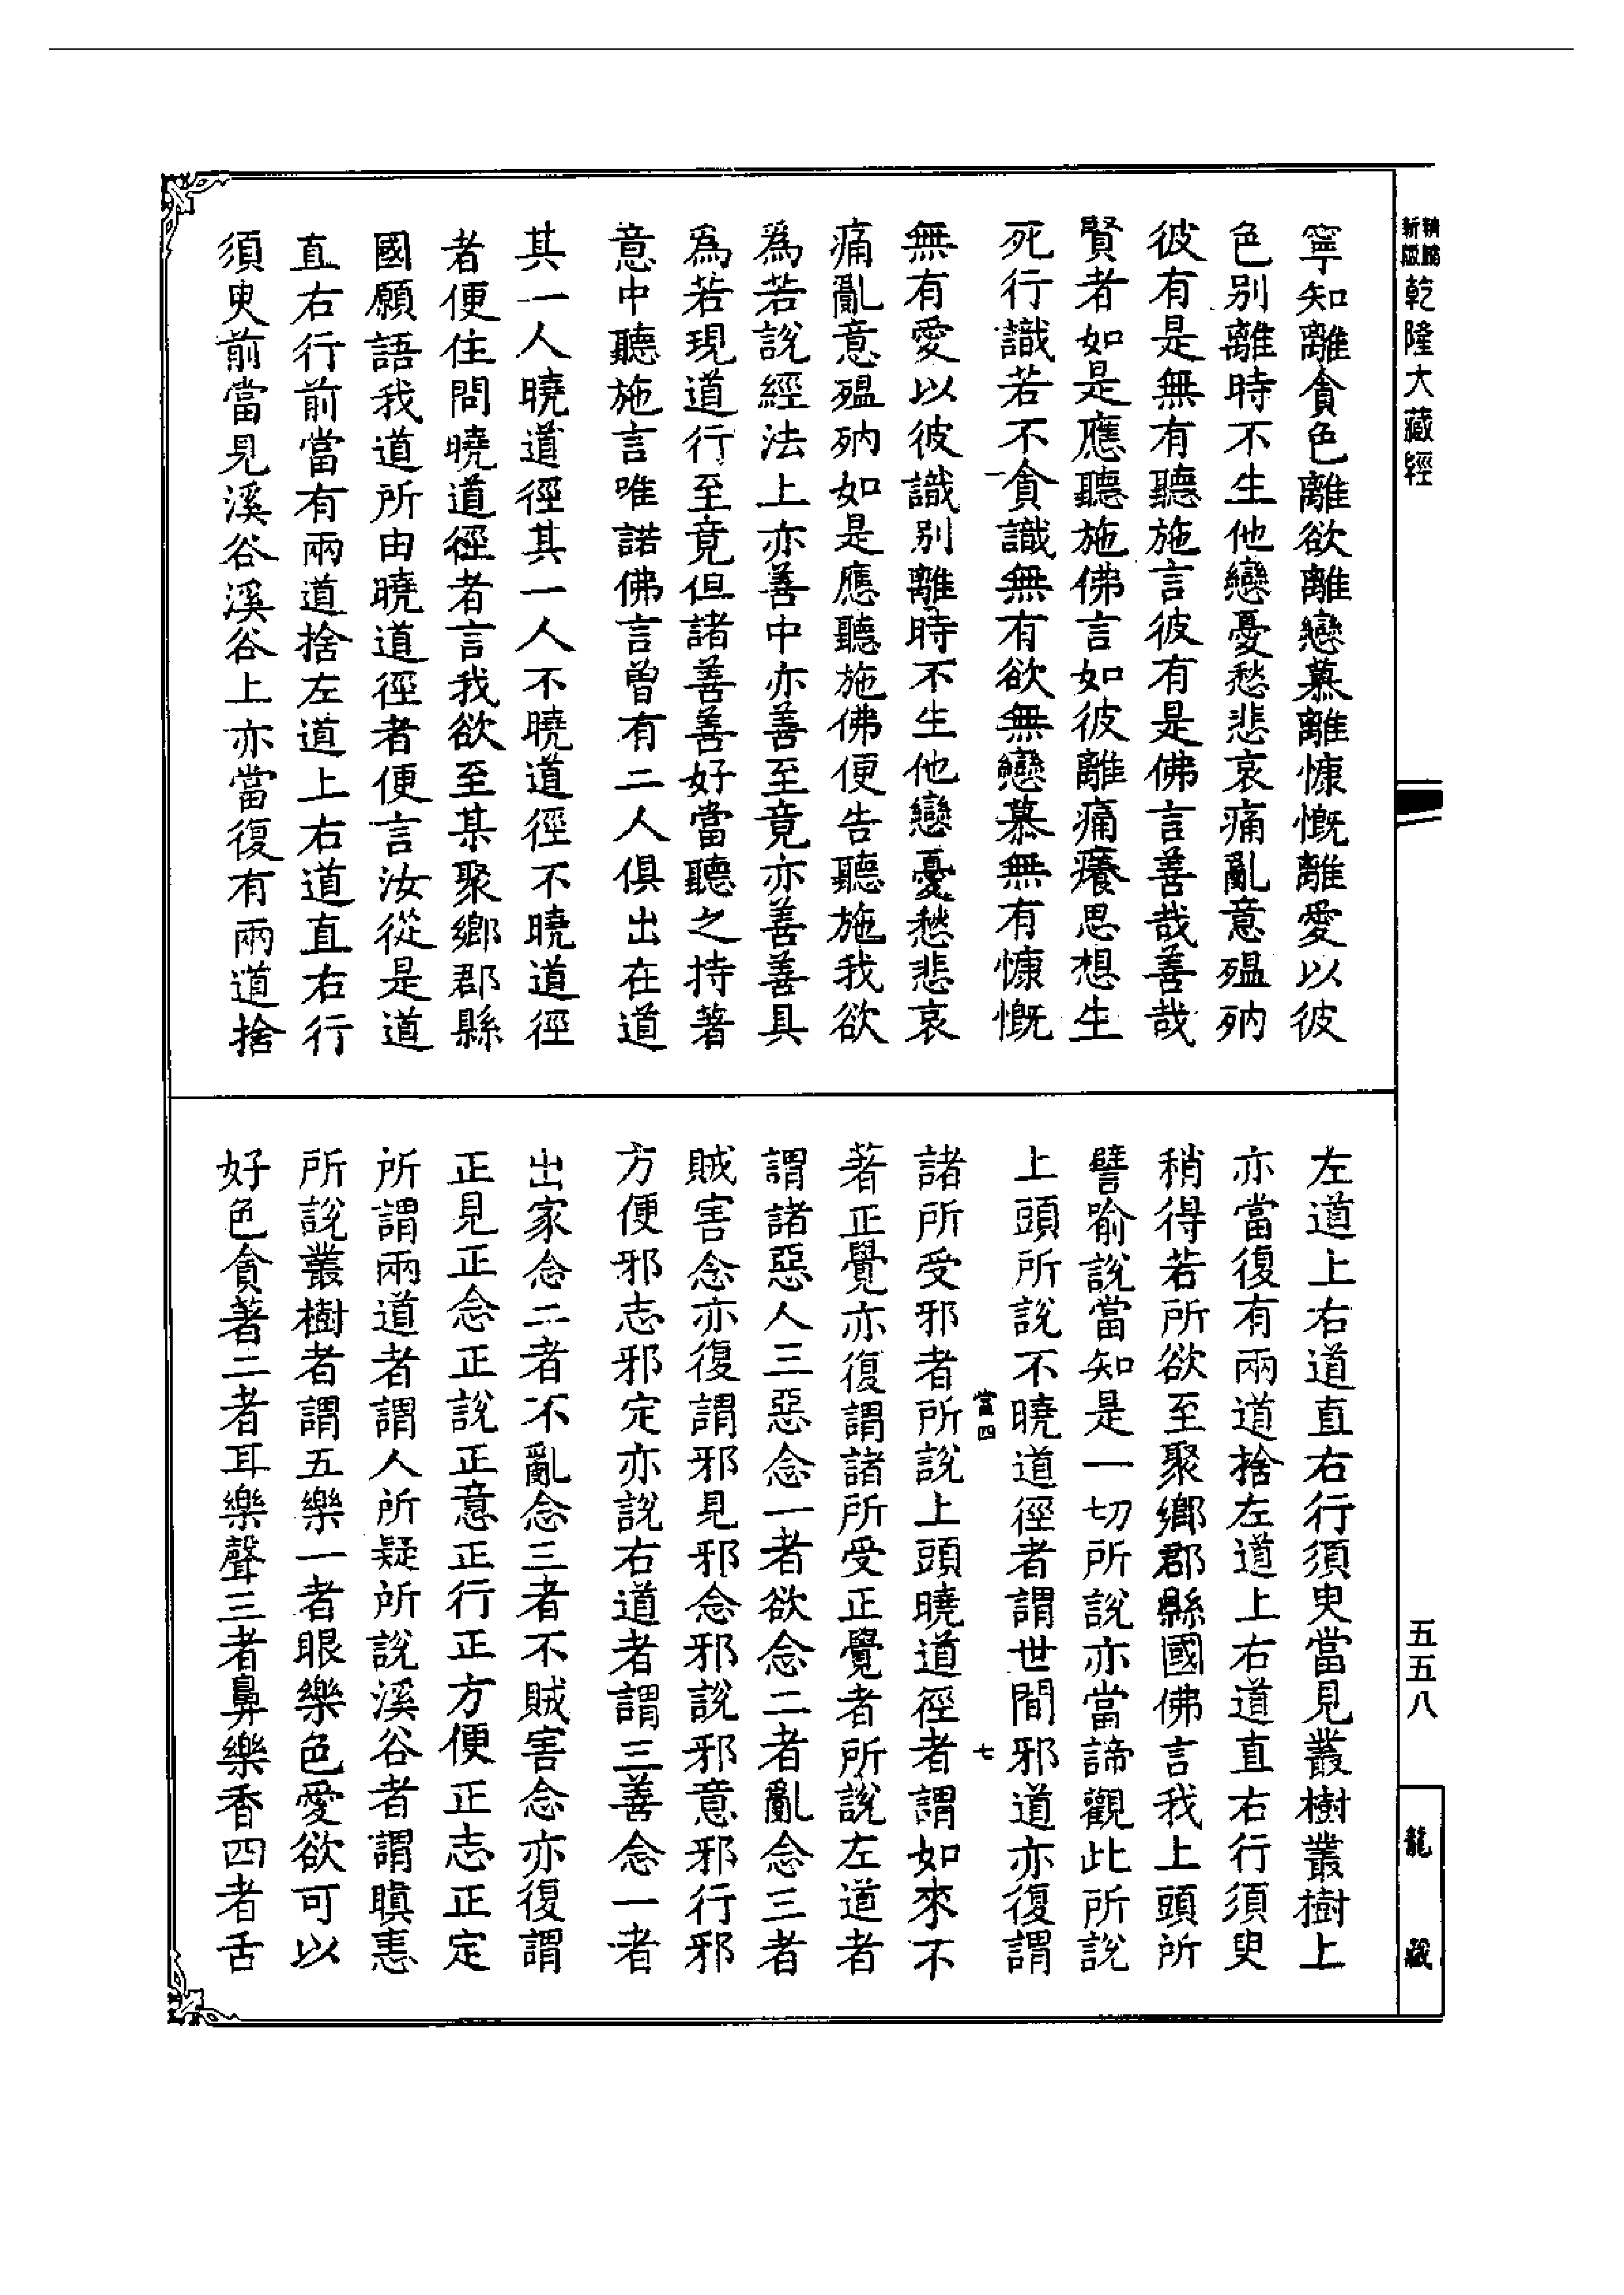 新版
乾隆大藏經
五五八
龍藏
寧知離貪色離欲離戀慕離慷慨離愛以彼
色別離時不生他戀憂愁悲哀痛亂意殟殈
彼有是無有聽施言彼有是佛言善哉善哉
賢者如是應聽施佛言如彼離痛癢思想生
死行識若不貪識無有欲無戀慕無有慷慨
無有愛以彼識別離時不生他戀憂愁悲哀
痛亂意殟殈如是應聽施佛便告聽施我欲
為若說經法上亦善中亦善至竟亦善善具
為若現道行至竟但諸善善好當聽之持著
意中聽施言唯諾佛言曾有二人俱出在道
其一人曉道徑其一人不曉道徑不曉道徑
者便住問曉道徑者言我欲至某聚鄉郡縣
國願語我道所由曉道徑者便言汝從是道
直右行前當有兩道捨左道上右道直右行
須臾前當見溪谷溪谷上亦當復有兩道捨
左道上右道直右行須臾當見叢樹叢樹上
亦當復有兩道捨左道上右道直右行須臾
稍得若所欲至聚鄉郡縣國佛言我上頭所
譬喻說當知是一切所說亦當諦觀此所說
上頭所說不曉道徑者謂世間邪道亦復謂
當四
七
諸所受邪者所說上頭曉道徑者謂如來不
著正覺亦復謂諸所受正覺者所說左道者
謂諸惡人三惡念一者欲念二者亂念三者
賊害念亦復謂邪見邪念邪說邪意邪行邪
方便邪志邪定亦說右道者謂三善念一者
出家念二者不亂念三者不賊害念亦復謂
正見正念正說正意正行正方便正志正定
所謂兩道者謂人所疑所說溪谷者謂瞋恚
所說叢樹者謂五樂一者眼樂色愛欲可以
好色貪著二者耳樂聲三者鼻樂香四者舌